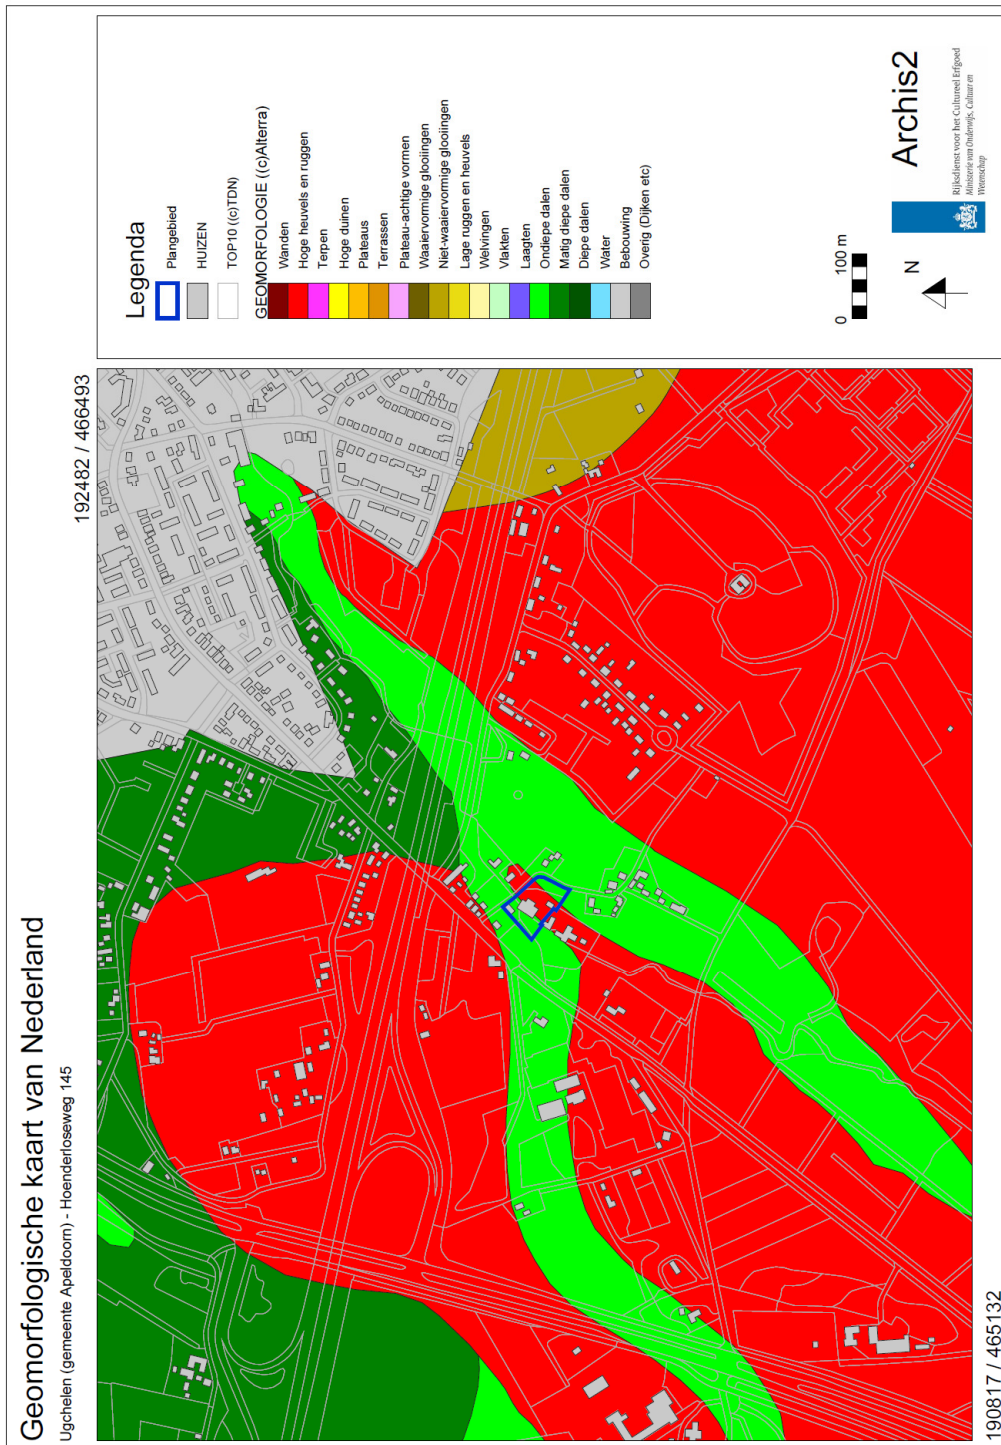 Geomorfologische kaart van Nederland
Ugchelen (gemeente Apeldoorn) - Hoenderloseweg 145
192482 / 466493
190817 / 465132
Legenda
Plangebied
HUIZEN
TOP10 ((c)TDN)
GEOMORFOLOGIE ((c)Alterra)
Wanden
Hoge heuvels en ruggen
Terpen
Hoge duinen
Plateaus
Terrassen
Plateau-achtige vormen
Waaiervormige glooiingen
Niet-waaiervormige glooiingen
Lage ruggen en heuvels
Welvingen
Vlakten
Laagten
Ondiepe dalen
Matig diepe dalen
Diepe dalen
Water
Bebouwing
Overig (Dijken etc)
0 100 m
N
Archis2
Rijksdienst voor het Cultureel Erfgoed
Ministerie van Onderwijs, Cultuur en
Wetenschap